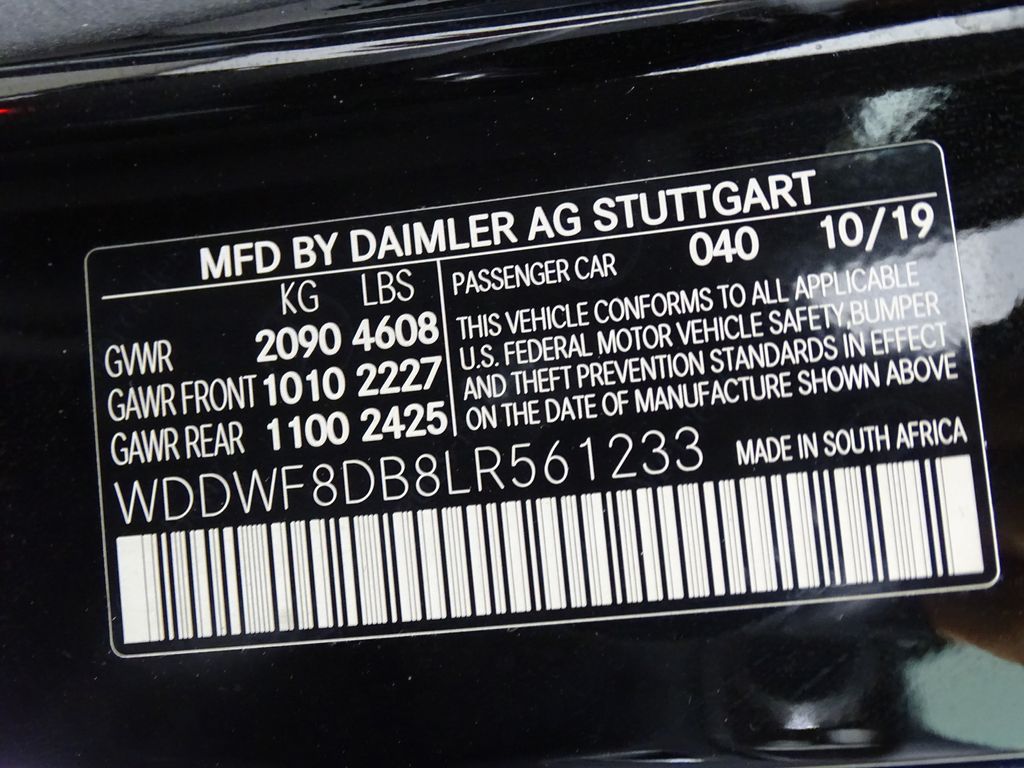 MFD BY DAIMLER AG STUTTGART
KG LBS
GVWR 2090 4608
GAWR FRONT 1010 2227
GAWR REAR 1100 2425
PASSENGER CAR 040 10/19
THIS VEHICLE CONFORMS TO ALL APPLICABLE
U.S. FEDERAL MOTOR VEHICLE SAFETY,BUMPER
AND THEFT PREVENTION STANDARDS IN EFFECT
ON THE DATE OF MANUFACTURE SHOWN ABOVE
WDDWF8DB8LR561233 MADE IN SOUTH AFRICA